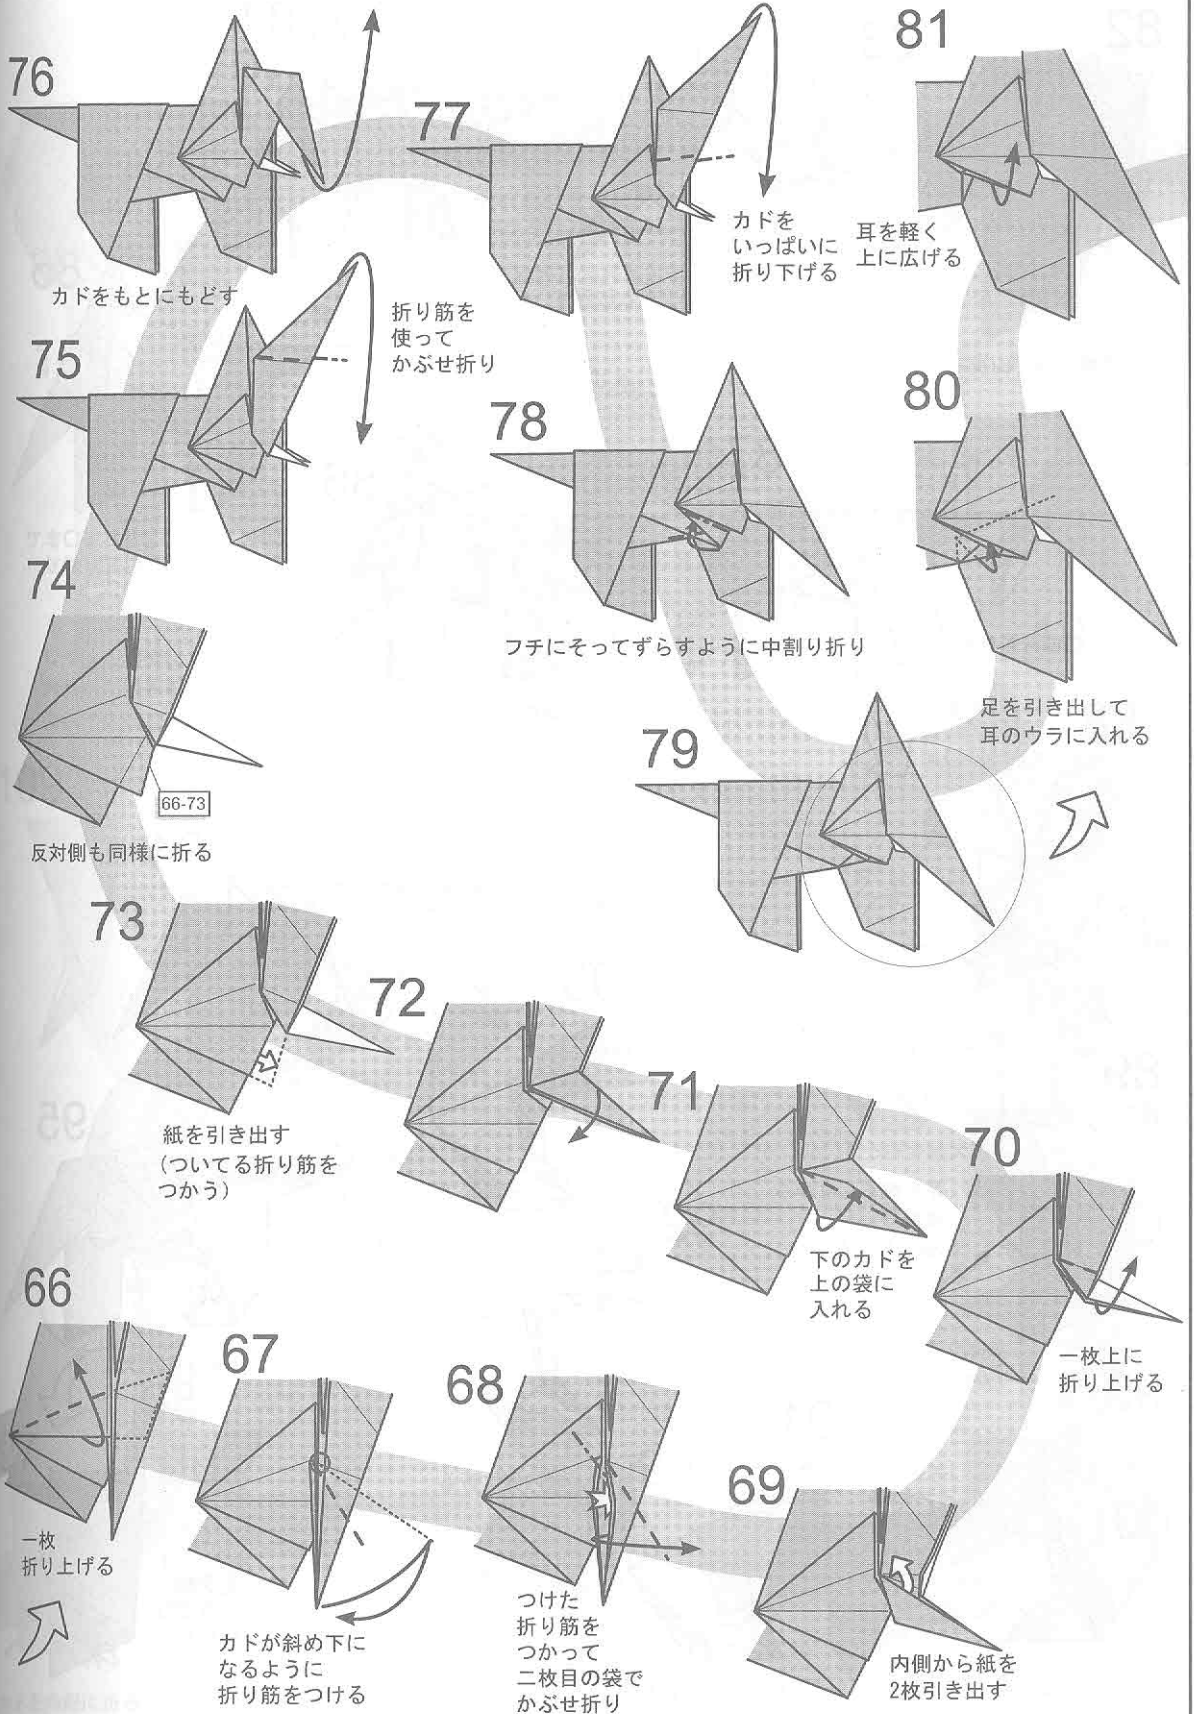 66
一枚
折り上げる
67
カドが斜め下に
なるように
折り筋をつける
68
つけた
折り筋を
つかって
二枚目の袋で
かぶせ折り
69
内側から紙を
2枚引き出す
70
一枚上に
折り上げる
71
下のカドを
上の袋に
入れる
72
73
紙を引き出す
(ついてる折り筋を
つかう)
74
66-73
反対側も同様に折る
75
折り筋を
使って
かぶせ折り
76
カドをもとにもどす
77
カドを
いっぱいに
折り下げる
78
フチにそってずらすように中割り折り
79
80
足を引き出して
耳のウラに入れる
81
耳を軽く
上に広げる